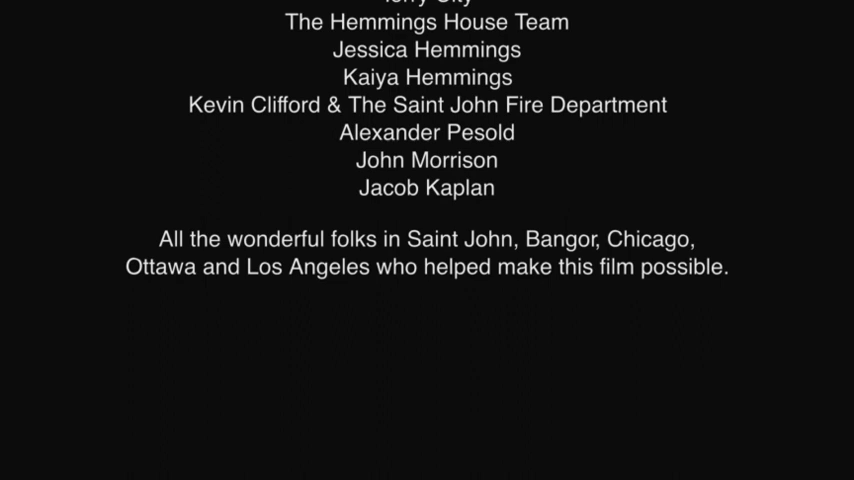 The Hemmings House Team
Jessica Hemmings
Kaiya Hemmings
Kevin Clifford & The Saint John Fire Department
Alexander Pesold
John Morrison
Jacob Kaplan
All the wonderful folks in Saint John, Bangor, Chicago,
Ottawa and Los Angeles who helped make this film possible.